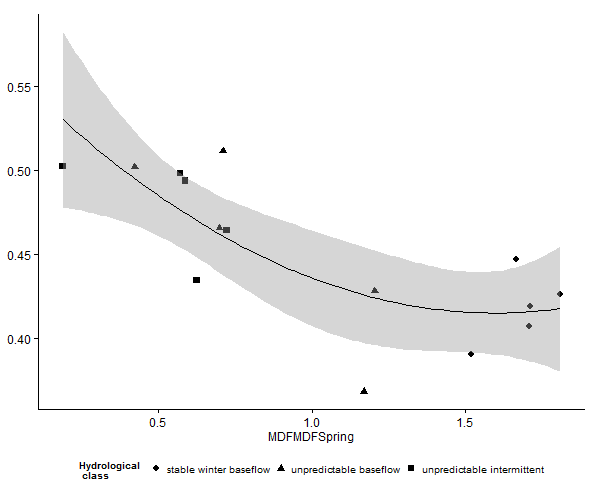 0.55
0.50
0.45
0.40
0.5 1.0 1.5
MDFMDFSpring
Hydrological
class
stable winter baseflow unpredictable baseflow unpredictable intermittent